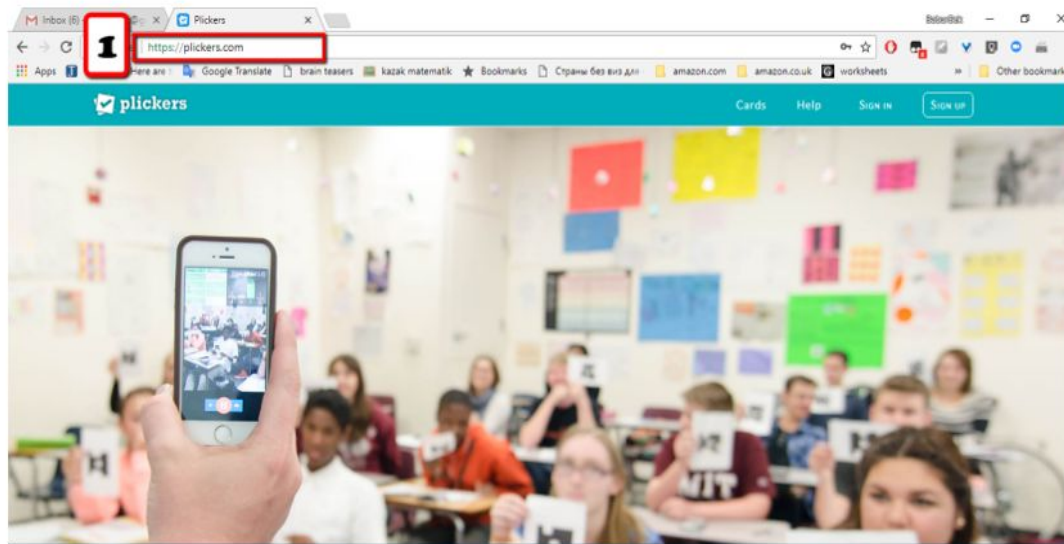 Inbox (6) Plickers
1
https://plickers.com
Apps Here are Google Translate brain teasers kazak matematik Bookmarks Страны без виз для amazon.com amazon.co.uk worksheets » Other bookmark
plickers Cards Help SIGN IN SIGN UP
MIT